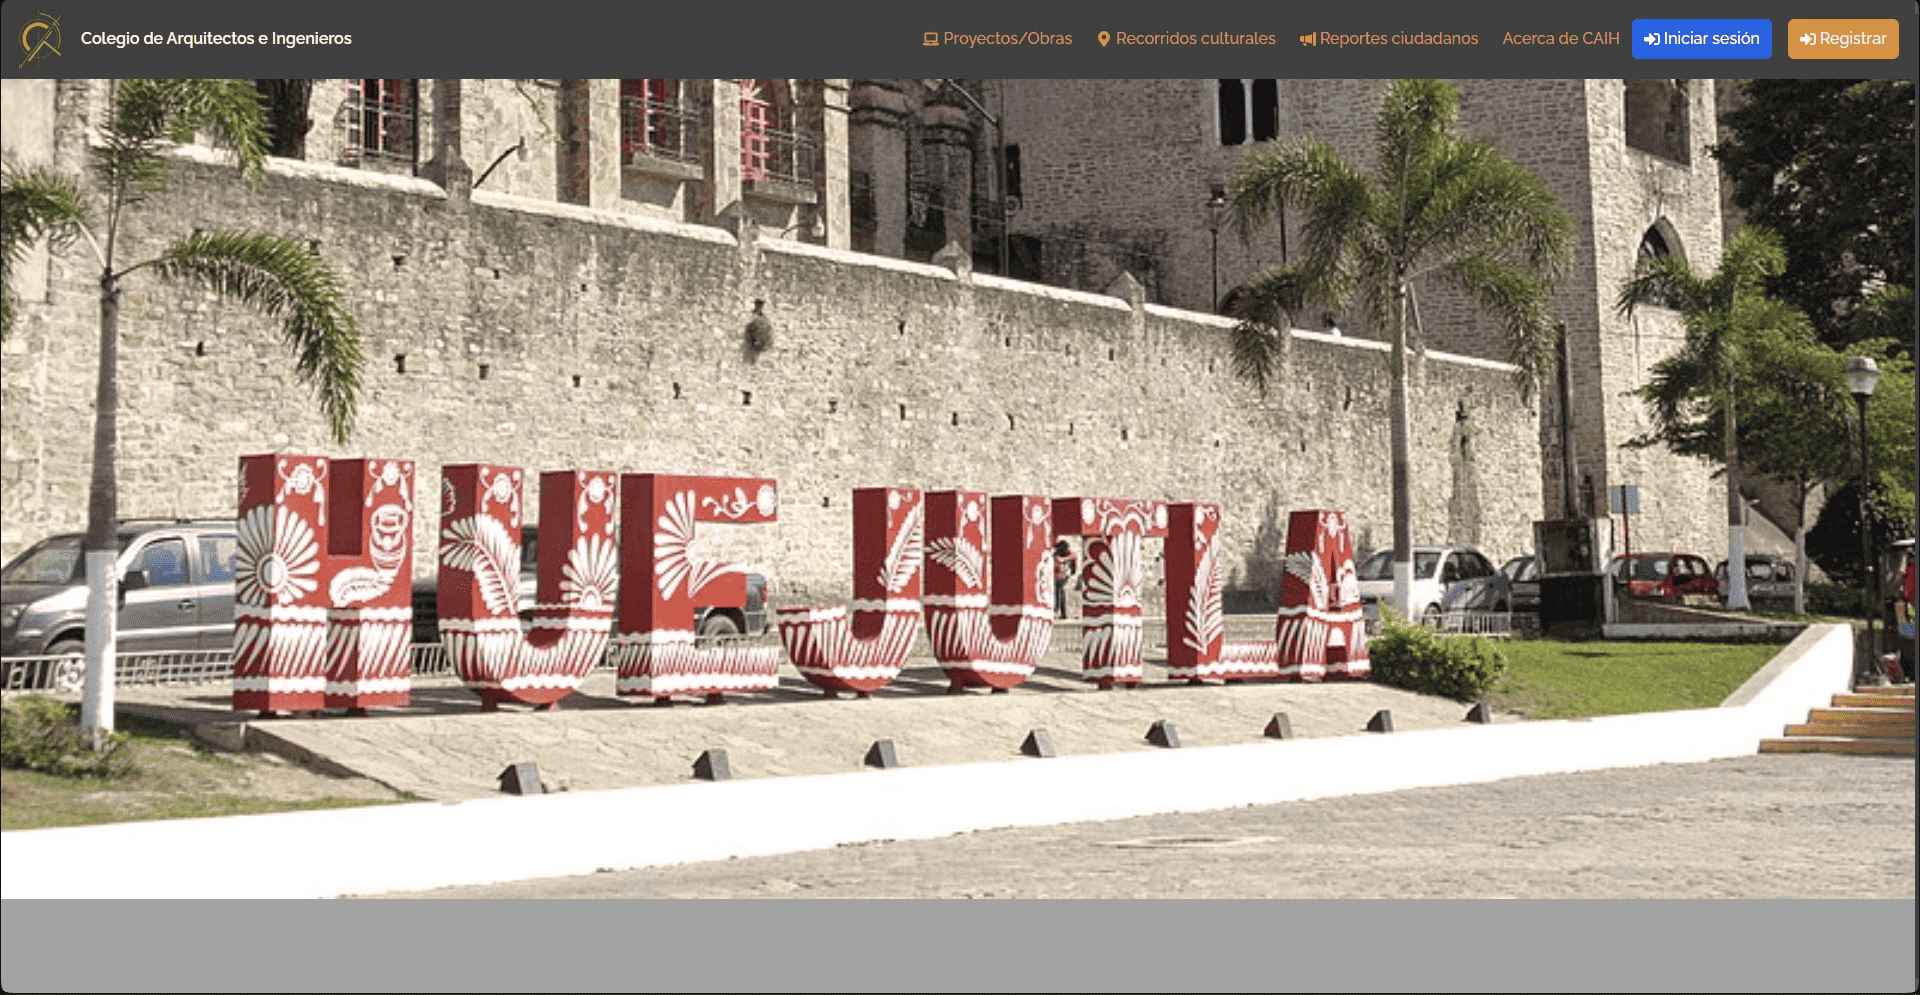 Colegio de Arquitectos e Ingenieros
Proyectos/Obras
Recorridos culturales
Reportes ciudadanos
Acerca de CAIH
Iniciar sesión
Registrar
HUEJUTLA